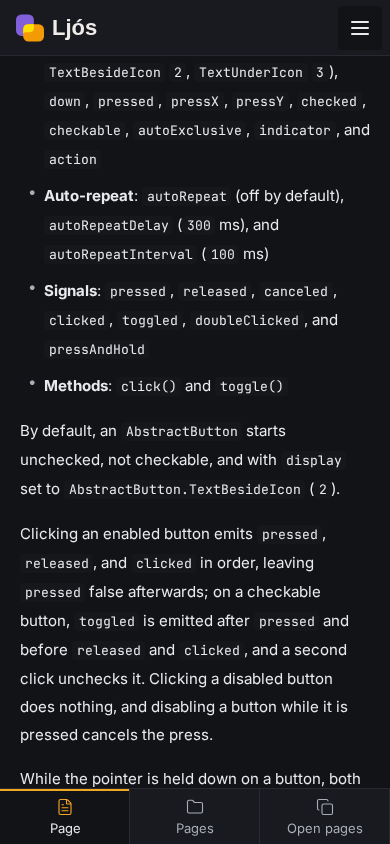 Ljós
TextBesideIcon 2, TextUnderIcon 3),
down, pressed, pressX, pressY, checked,
checkable, autoExclusive, indicator, and
action
• Auto-repeat: autoRepeat (off by default),
autoRepeatDelay (300 ms), and
autoRepeatInterval (100 ms)
• Signals: pressed, released, canceled,
clicked, toggled, doubleClicked, and
pressAndHold
• Methods: click() and toggle()
By default, an AbstractButton starts
unchecked, not checkable, and with display
set to AbstractButton.TextBesideIcon (2).
Clicking an enabled button emits pressed,
released, and clicked in order, leaving
pressed false afterwards; on a checkable
button, toggled is emitted after pressed and
before released and clicked, and a second
click unchecks it. Clicking a disabled button
does nothing, and disabling a button while it is
pressed cancels the press.
While the pointer is held down on a button, both
Page
Pages
Open pages